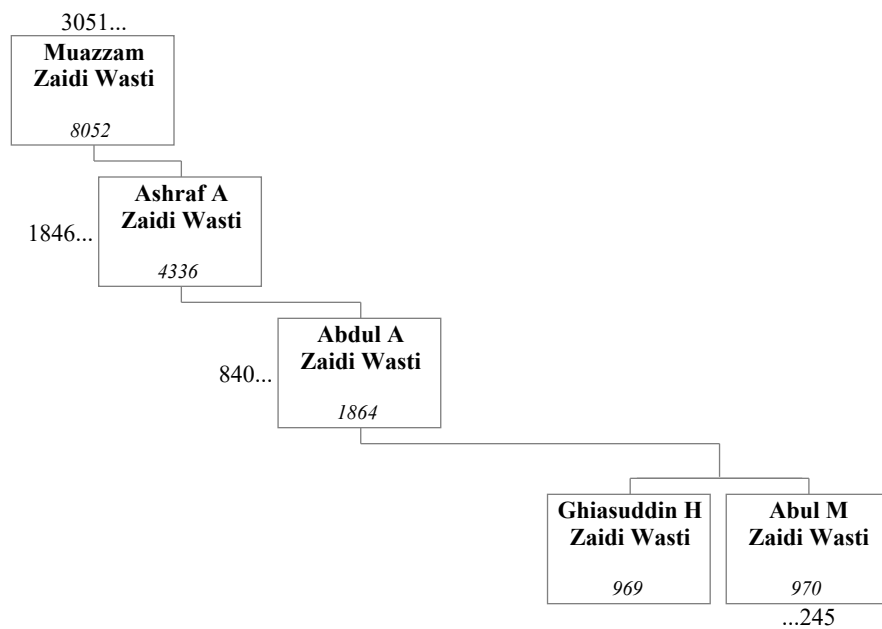 3051...
Muazzam
Zaidi Wasti
8052
Ashraf A
Zaidi Wasti
1846...
4336
Abdul A
Zaidi Wasti
840...
1864
Ghiasuddin H
Zaidi Wasti
969
Abul M
Zaidi Wasti
970
...245